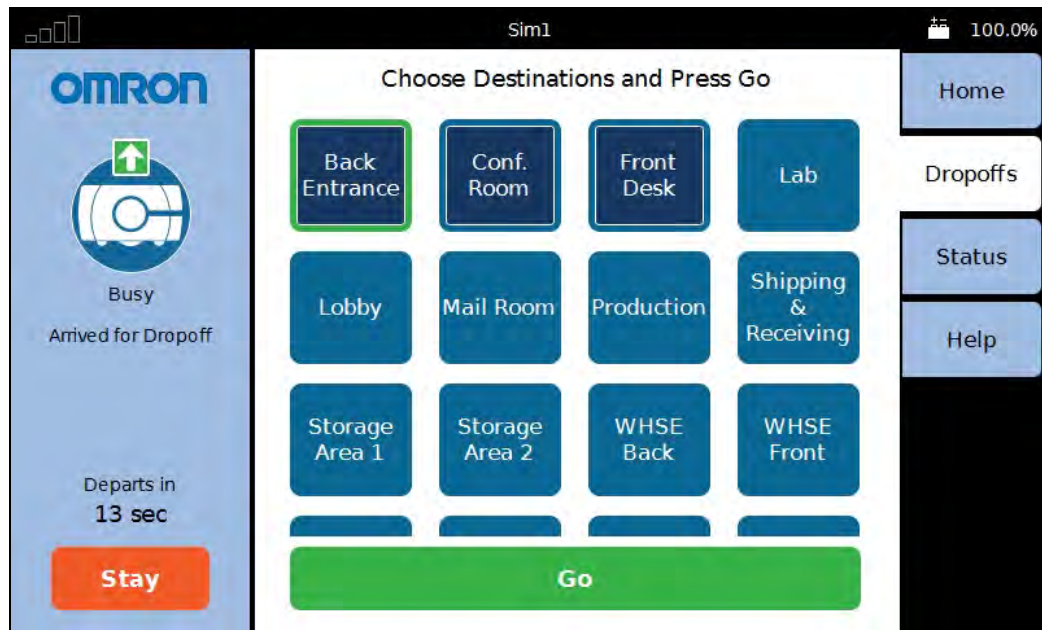 Sim1
100.0%
OMRON
Busy
Arrived for Dropoff
Departs in
13 sec
Stay
Choose Destinations and Press Go
Back
Entrance
Conf.
Room
Front
Desk
Lab
Lobby
Mail Room
Production
Shipping
&
Receiving
Storage
Area 1
Storage
Area 2
WHSE
Back
WHSE
Front
Go
Home
Dropoffs
Status
Help